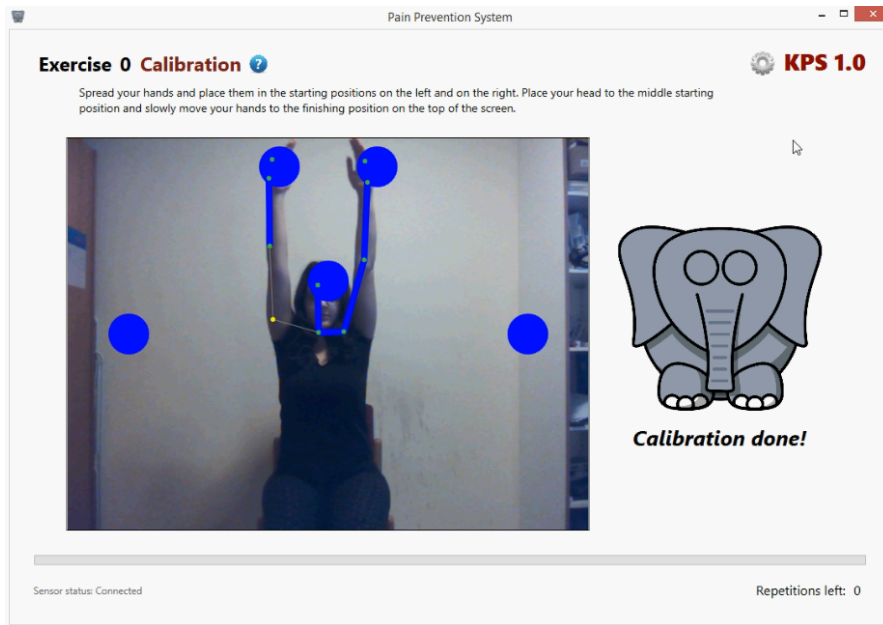 Pain Prevention System
Exercise 0 Calibration ?
KPS 1.0
Spread your hands and place them in the starting positions on the left and on the right. Place your head to the middle starting
position and slowly move your hands to the finishing position on the top of the screen.
Calibration done!
Sensor status: Connected
Repetitions left: 0